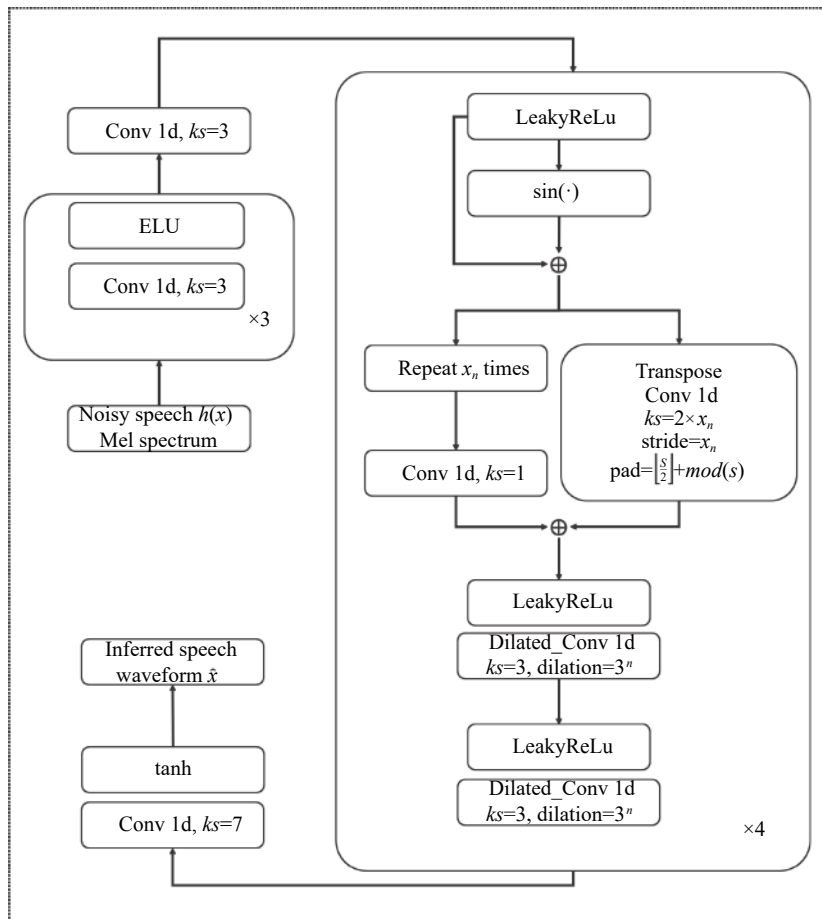 Conv 1d, ks=3
ELU
Conv 1d, ks=3
×3
Noisy speech h(x)
Mel spectrum
LeakyReLu
sin(·)
⊕
Repeat xₙ times
Conv 1d, ks=1
Transpose
Conv 1d
ks=2×xₙ
stride=xₙ
pad=⌊s/2⌋+mod(s)
⊕
LeakyReLu
Dilated_Conv 1d
ks=3, dilation=3ⁿ
LeakyReLu
Dilated_Conv 1d
ks=3, dilation=3ⁿ
×4
Inferred speech
waveform x̂
tanh
Conv 1d, ks=7